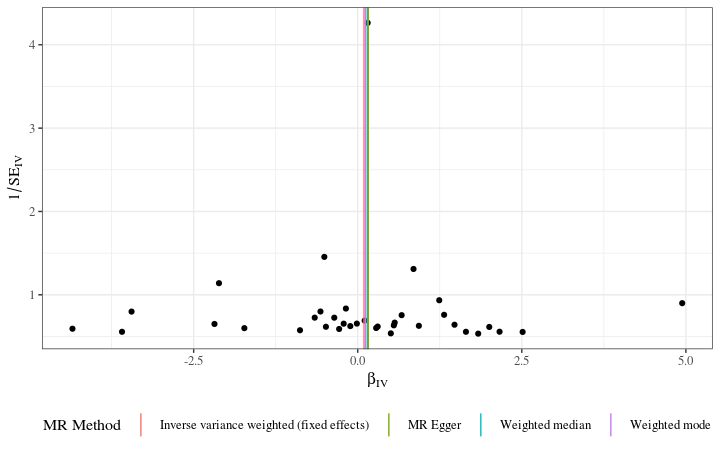 4
3
2
1
1/SE_IV
-2.5 0.0 2.5 5.0
β_IV
MR Method Inverse variance weighted (fixed effects) MR Egger Weighted median Weighted mode